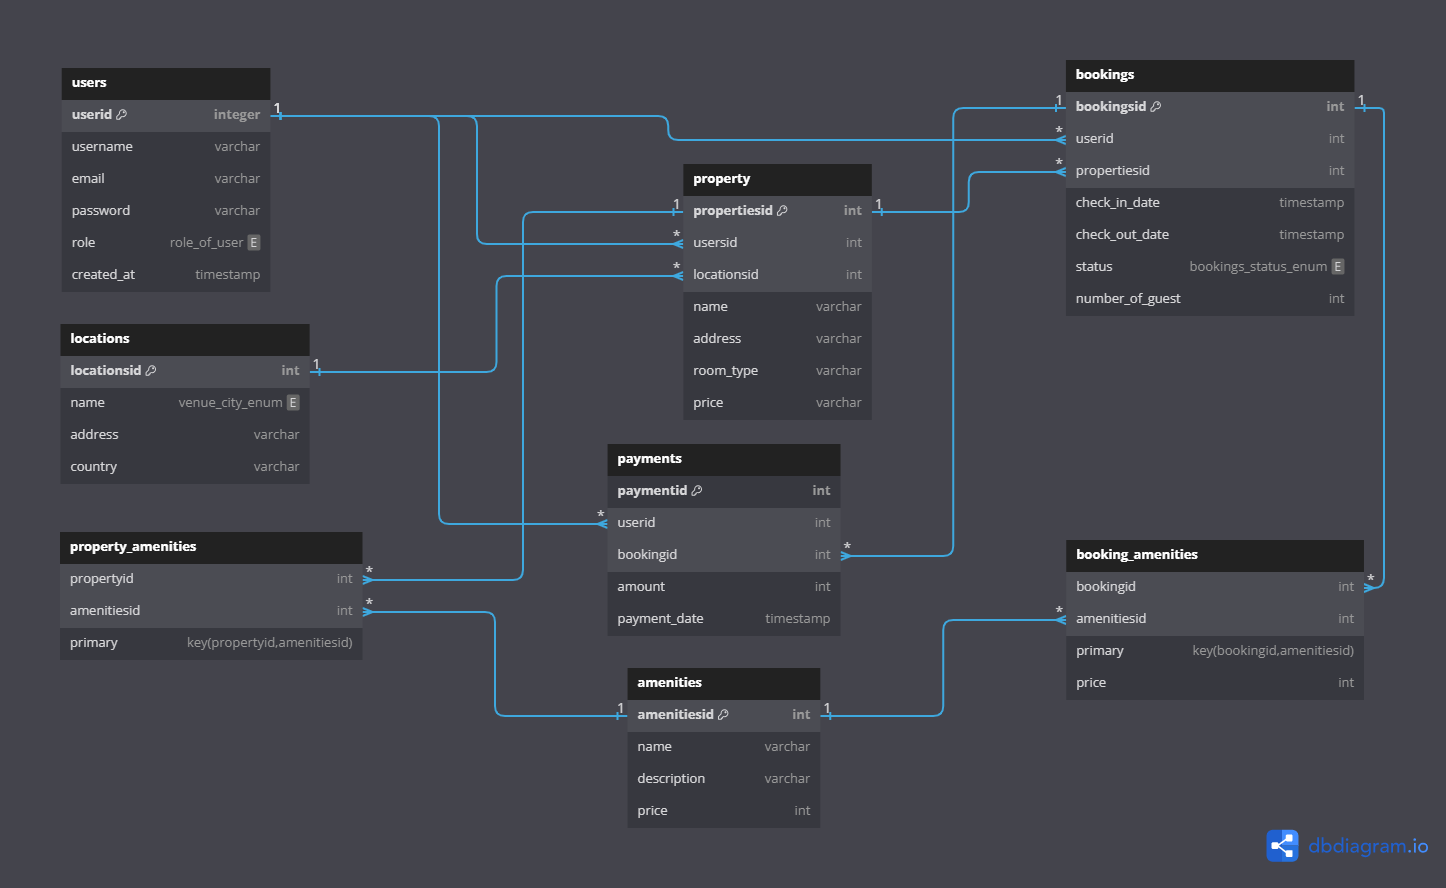 users
userid integer
username varchar
email varchar
password varchar
role role_of_user E
created_at timestamp
locations
locationsid int
name venue_city_enum E
address varchar
country varchar
property_amenities
propertyid int
amenitiesid int
primary key(propertyid,amenitiesid)
property
propertiesid int
usersid int
locationsid int
name varchar
address varchar
room_type varchar
price varchar
payments
paymentid int
userid int
bookingid int
amount int
payment_date timestamp
amenities
amenitiesid int
name varchar
description varchar
price int
bookings
bookingsid int
userid int
propertiesid int
check_in_date timestamp
check_out_date timestamp
status bookings_status_enum E
number_of_guest int
booking_amenities
bookingid int
amenitiesid int
primary key(bookingid,amenitiesid)
price int
1
1
*
*
1
*
*
1
1
*
*
*
1
1
1
*
*
1
*
*
dbdiagram.io